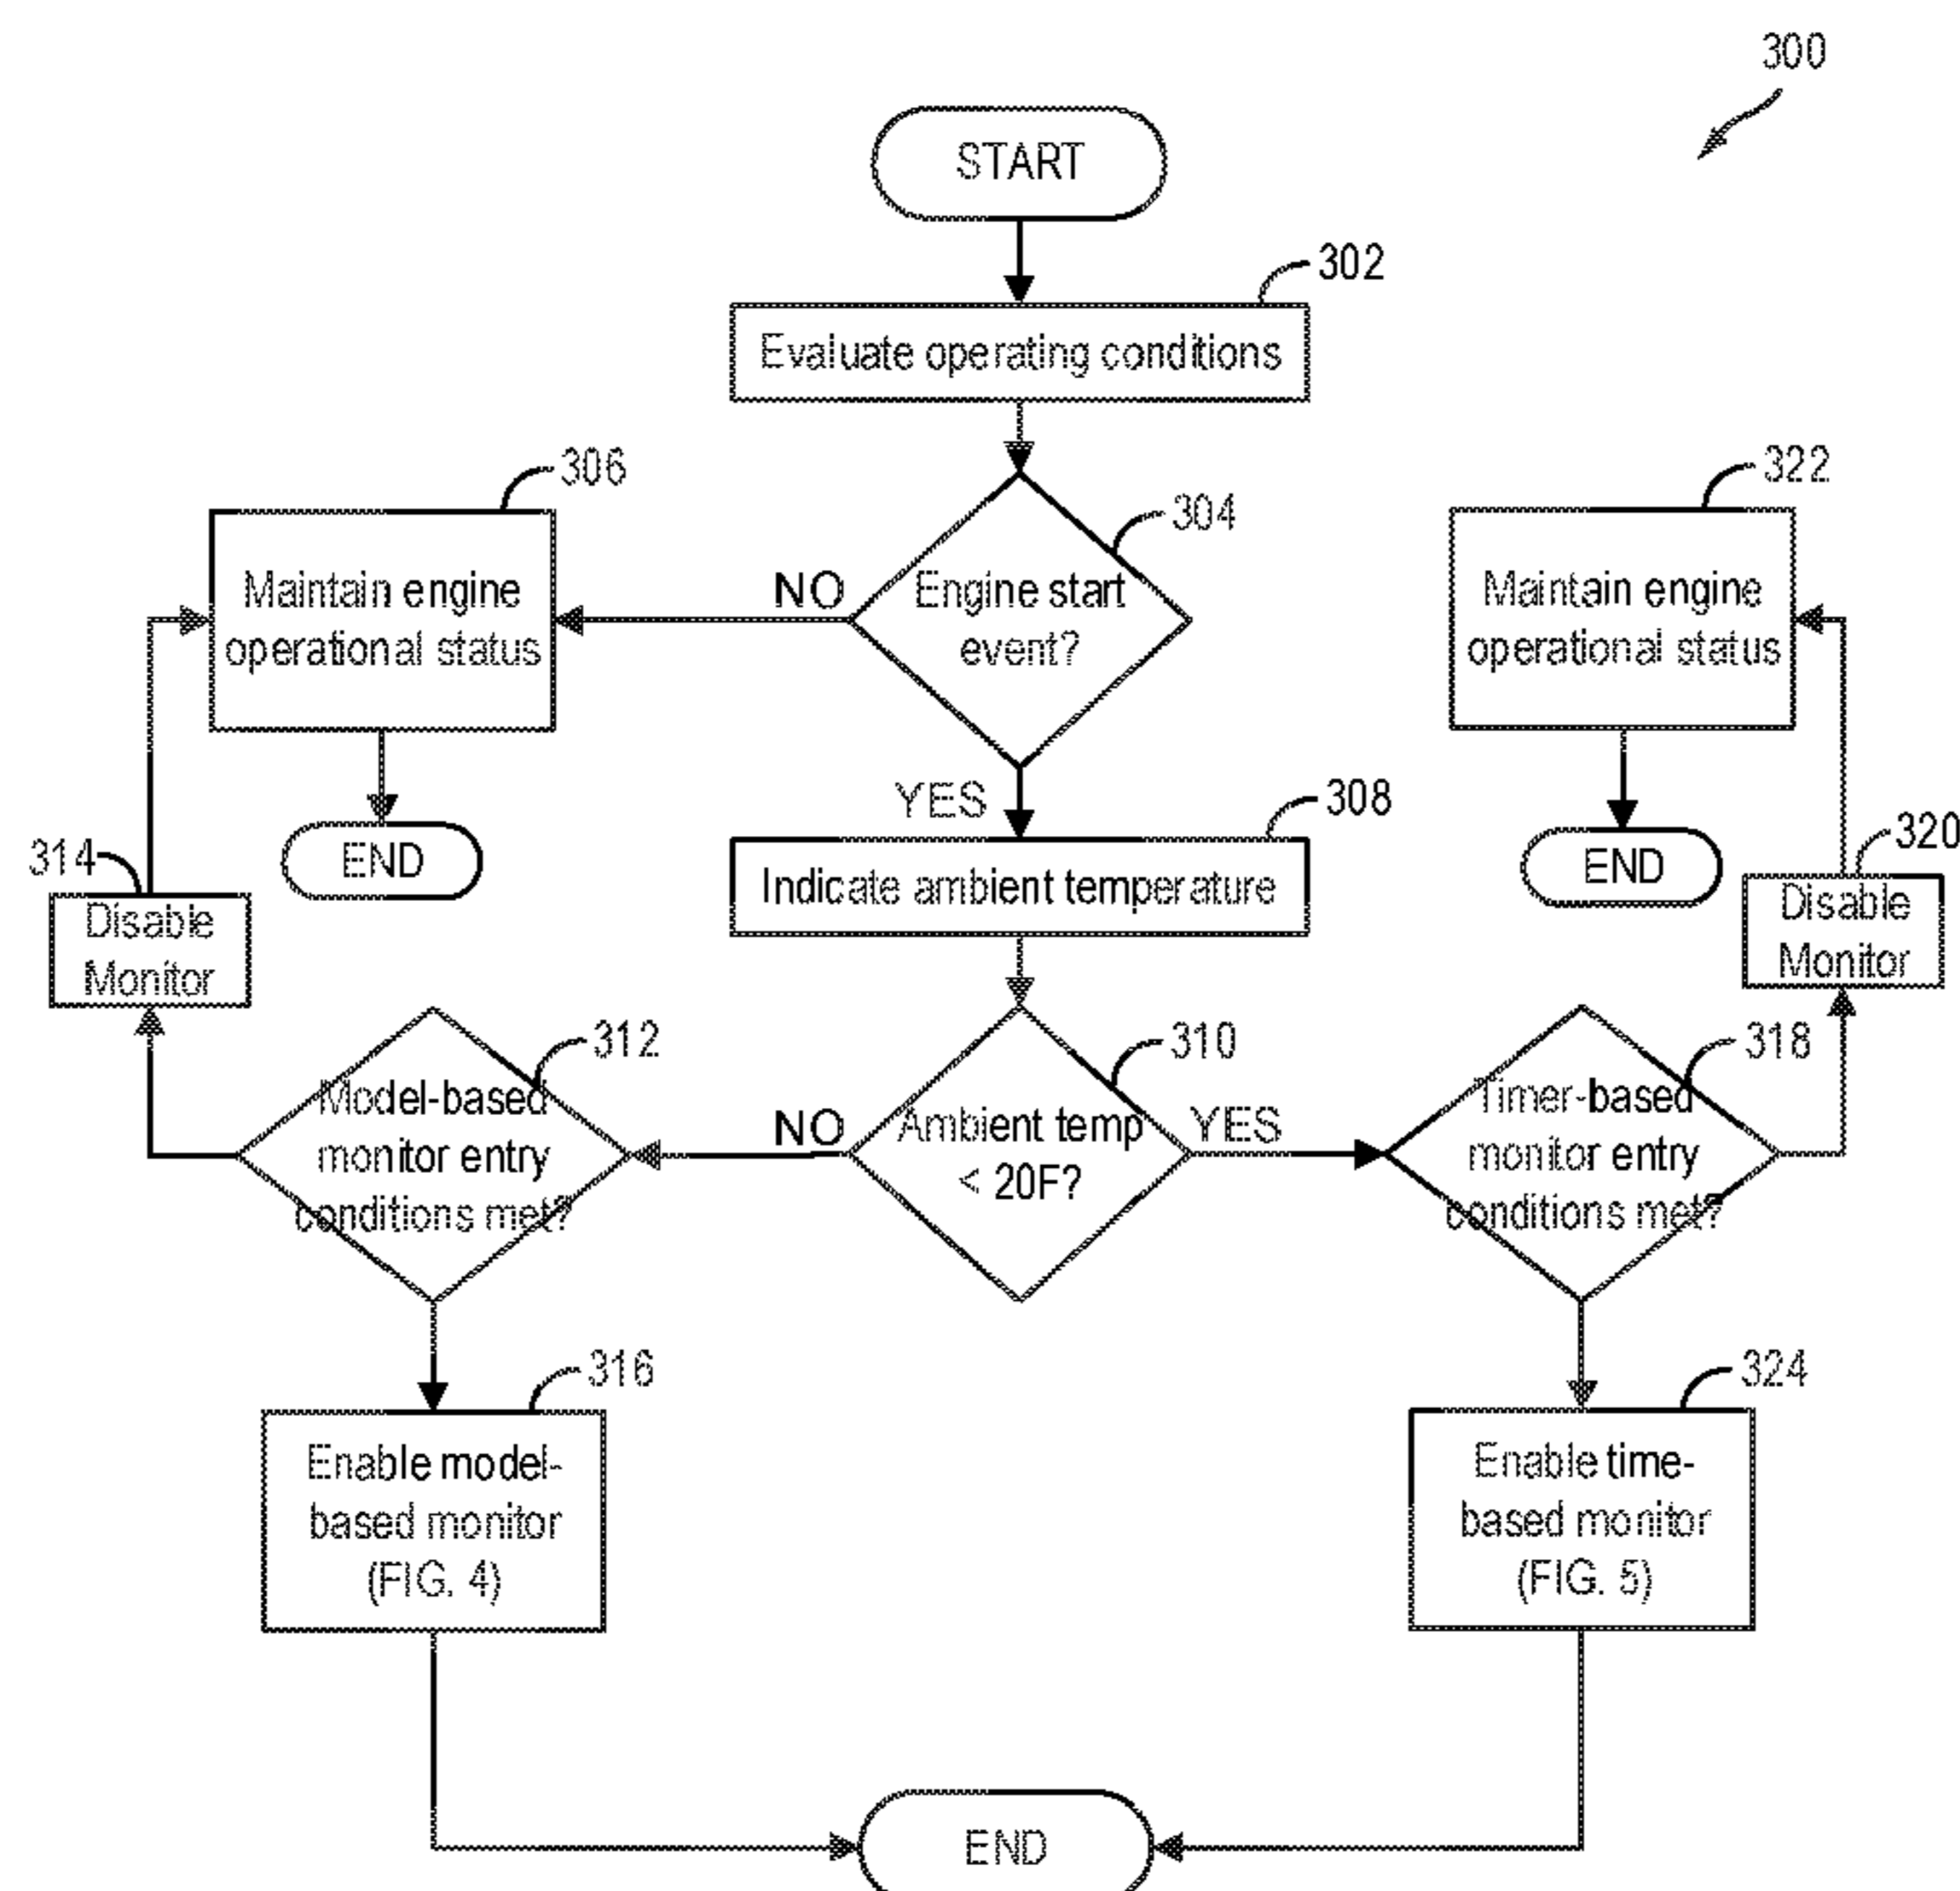 300
START
302
Evaluate operating conditions
306
304
322
Maintain engine
operational status
NO
Engine start
event?
Maintain engine
operational status
YES
308
314
END
320
END
Indicate ambient temperature
Disable
Monitor
Disable
Monitor
312
310
318
Model-based
monitor entry
conditions met?
NO
Ambient temp
< 20F?
YES
Timer-based
monitor entry
conditions met?
316
324
Enable model-
based monitor
(FIG. 4)
Enable time-
based monitor
(FIG. 5)
END